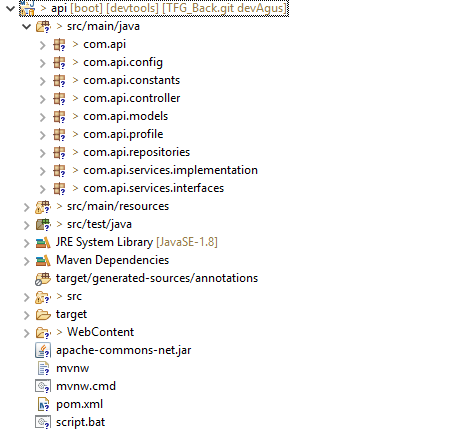 > api [boot] [devtools] [TFG_Back.git devAgus]
> src/main/java
> com.api
> com.api.config
> com.api.constants
> com.api.controller
> com.api.models
> com.api.profile
> com.api.repositories
> com.api.services.implementation
> com.api.services.interfaces
> src/main/resources
> src/test/java
JRE System Library [JavaSE-1.8]
Maven Dependencies
target/generated-sources/annotations
> src
target
> WebContent
apache-commons-net.jar
mvnw
mvnw.cmd
pom.xml
script.bat